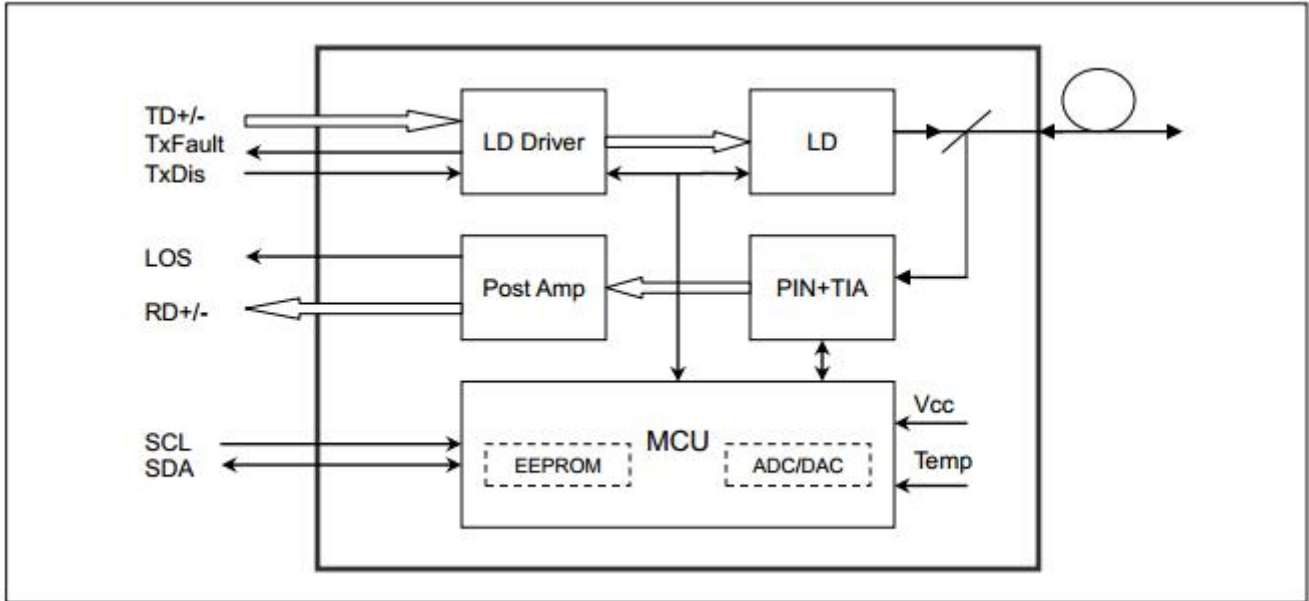 TD+/-
TxFault
TxDis
LD Driver
LD
LOS
RD+/-
Post Amp
PIN+TIA
SCL
SDA
MCU
EEPROM
ADC/DAC
Vcc
Temp